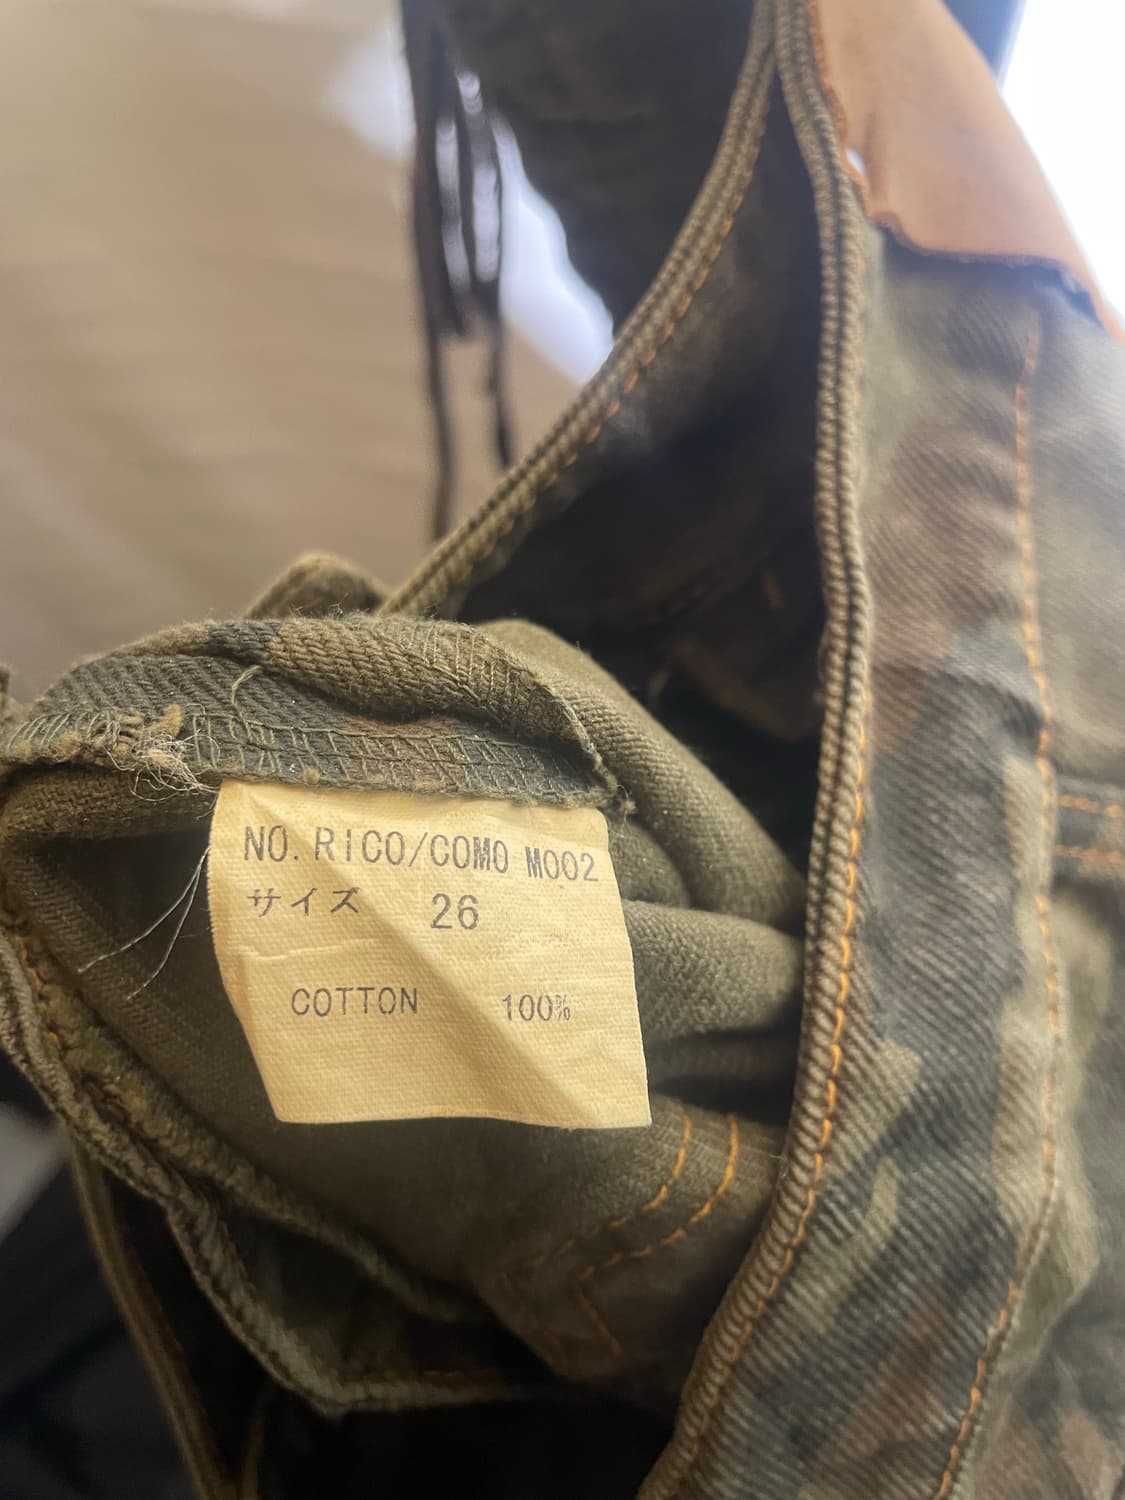 NO. RICO/COMO M002
サイズ 26
COTTON 100%